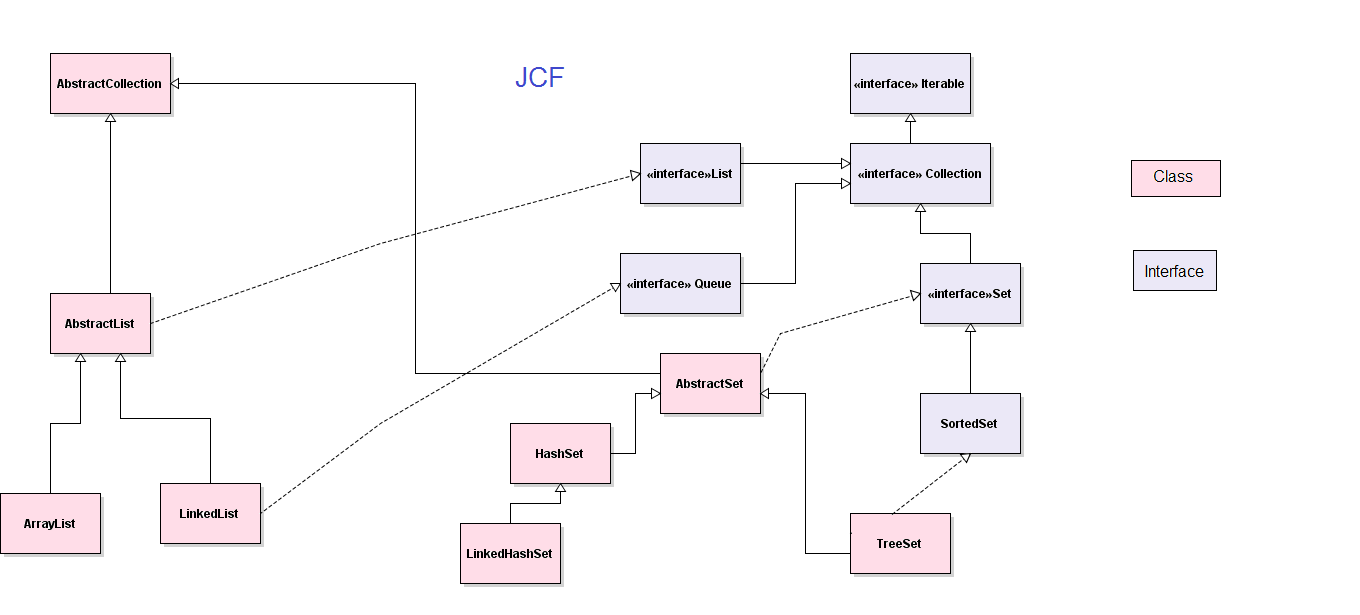 JCF
AbstractCollection
«interface» Iterable
«interface»List
«interface» Collection
Class
«interface» Queue
«interface»Set
Interface
AbstractList
AbstractSet
SortedSet
HashSet
ArrayList
LinkedList
LinkedHashSet
TreeSet